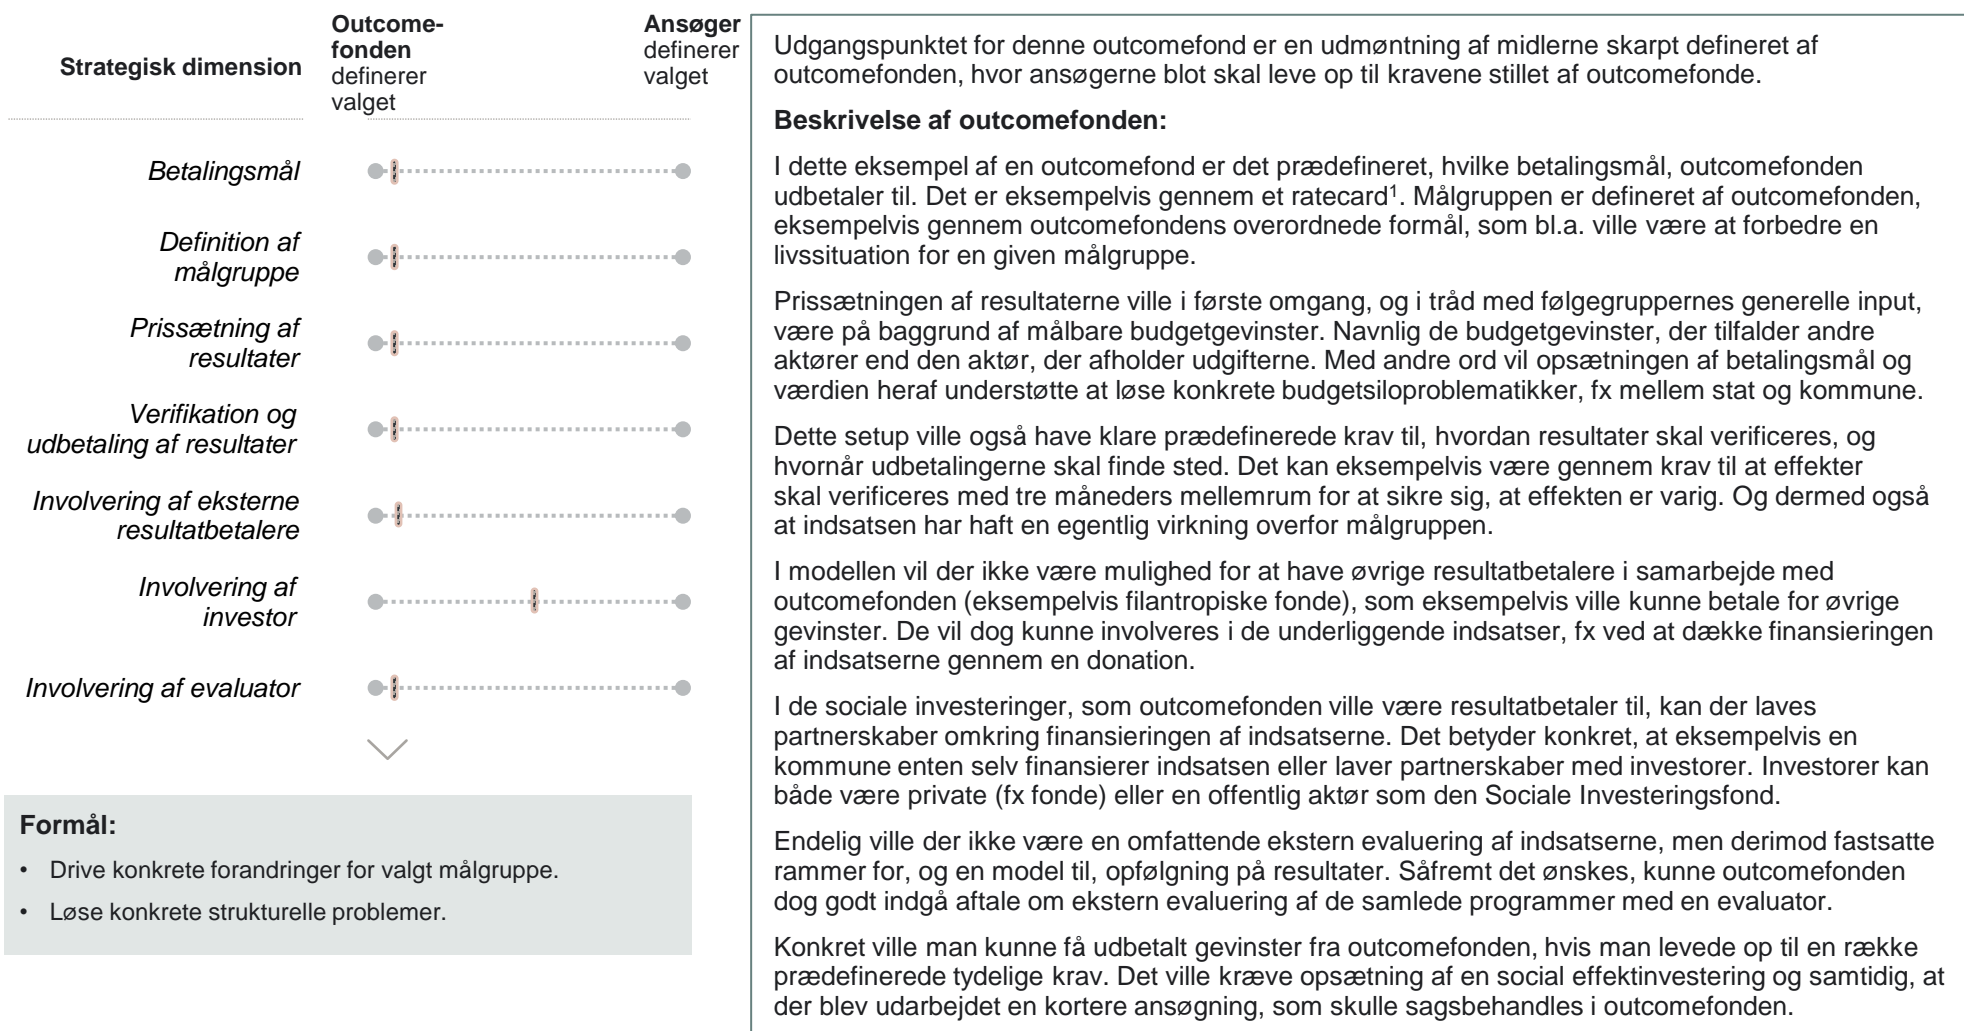 Strategisk dimension
Outcome-
fonden
definerer
valget
Ansøger
definerer
valget
Betalingsmål
Definition af
målgruppe
Prissætning af
resultater
Verifikation og
udbetaling af resultater
Involvering af eksterne
resultatbetalere
Involvering af
investor
Involvering af evaluator
Formål:
• Drive konkrete forandringer for valgt målgruppe.
• Løse konkrete strukturelle problemer.
Udgangspunktet for denne outcomefond er en udmøntning af midlerne skarpt defineret af
outcomefonden, hvor ansøgerne blot skal leve op til kravene stillet af outcomefonde.
Beskrivelse af outcomefonden:
I dette eksempel af en outcomefond er det prædefineret, hvilke betalingsmål, outcomefonden
udbetaler til. Det er eksempelvis gennem et ratecard¹. Målgruppen er defineret af outcomefonden,
eksempelvis gennem outcomefondens overordnede formål, som bl.a. ville være at forbedre en
livssituation for en given målgruppe.
Prissætningen af resultaterne ville i første omgang, og i tråd med følgegruppernes generelle input,
være på baggrund af målbare budgetgevinster. Navnlig de budgetgevinster, der tilfalder andre
aktører end den aktør, der afholder udgifterne. Med andre ord vil opsætningen af betalingsmål og
værdien heraf understøtte at løse konkrete budgetsiloproblematikker, fx mellem stat og kommune.
Dette setup ville også have klare prædefinerede krav til, hvordan resultater skal verificeres, og
hvornår udbetalingerne skal finde sted. Det kan eksempelvis være gennem krav til at effekter
skal verificeres med tre måneders mellemrum for at sikre sig, at effekten er varig. Og dermed også
at indsatsen har haft en egentlig virkning overfor målgruppen.
I modellen vil der ikke være mulighed for at have øvrige resultatbetalere i samarbejde med
outcomefonden (eksempelvis filantropiske fonde), som eksempelvis ville kunne betale for øvrige
gevinster. De vil dog kunne involveres i de underliggende indsatser, fx ved at dække finansieringen
af indsatserne gennem en donation.
I de sociale investeringer, som outcomefonden ville være resultatbetaler til, kan der laves
partnerskaber omkring finansieringen af indsatserne. Det betyder konkret, at eksempelvis en
kommune enten selv finansierer indsatsen eller laver partnerskaber med investorer. Investorer kan
både være private (fx fonde) eller en offentlig aktør som den Sociale Investeringsfond.
Endelig ville der ikke være en omfattende ekstern evaluering af indsatserne, men derimod fastsatte
rammer for, og en model til, opfølgning på resultater. Såfremt det ønskes, kunne outcomefonden
dog godt indgå aftale om ekstern evaluering af de samlede programmer med en evaluator.
Konkret ville man kunne få udbetalt gevinster fra outcomefonden, hvis man levede op til en række
prædefinerede tydelige krav. Det ville kræve opsætning af en social effektinvestering og samtidig, at
der blev udarbejdet en kortere ansøgning, som skulle sagsbehandles i outcomefonden.